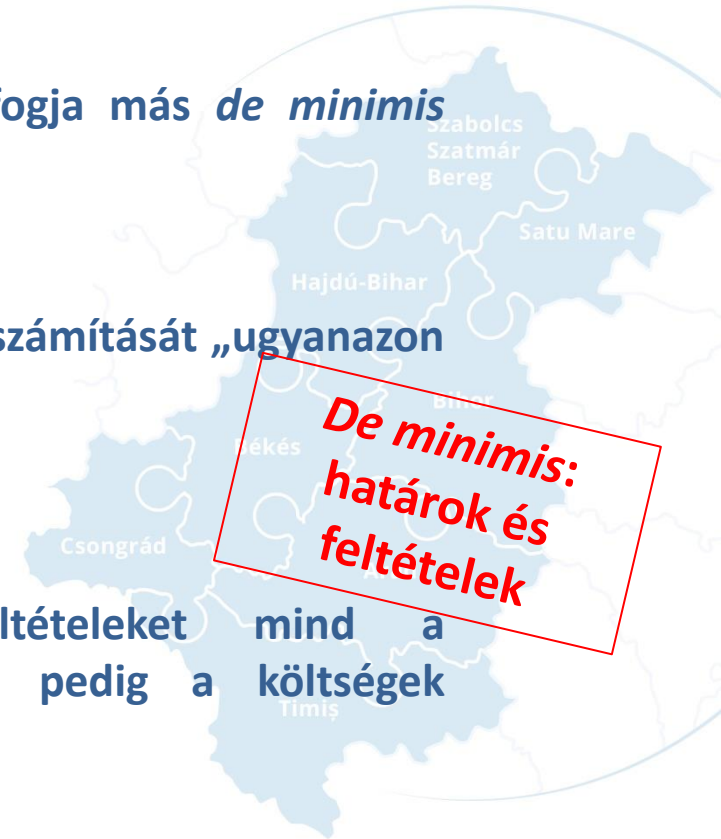 fogja más de minimis
Szabolcs
Szatmár
Bereg
Satu Mare
Hajdú-Bihar
számítását „ugyanazon
Bihor
De minimis:
határok és
feltételek
Békés
Csongrád
ltételeket mind a
pedig a költségek
Timiș